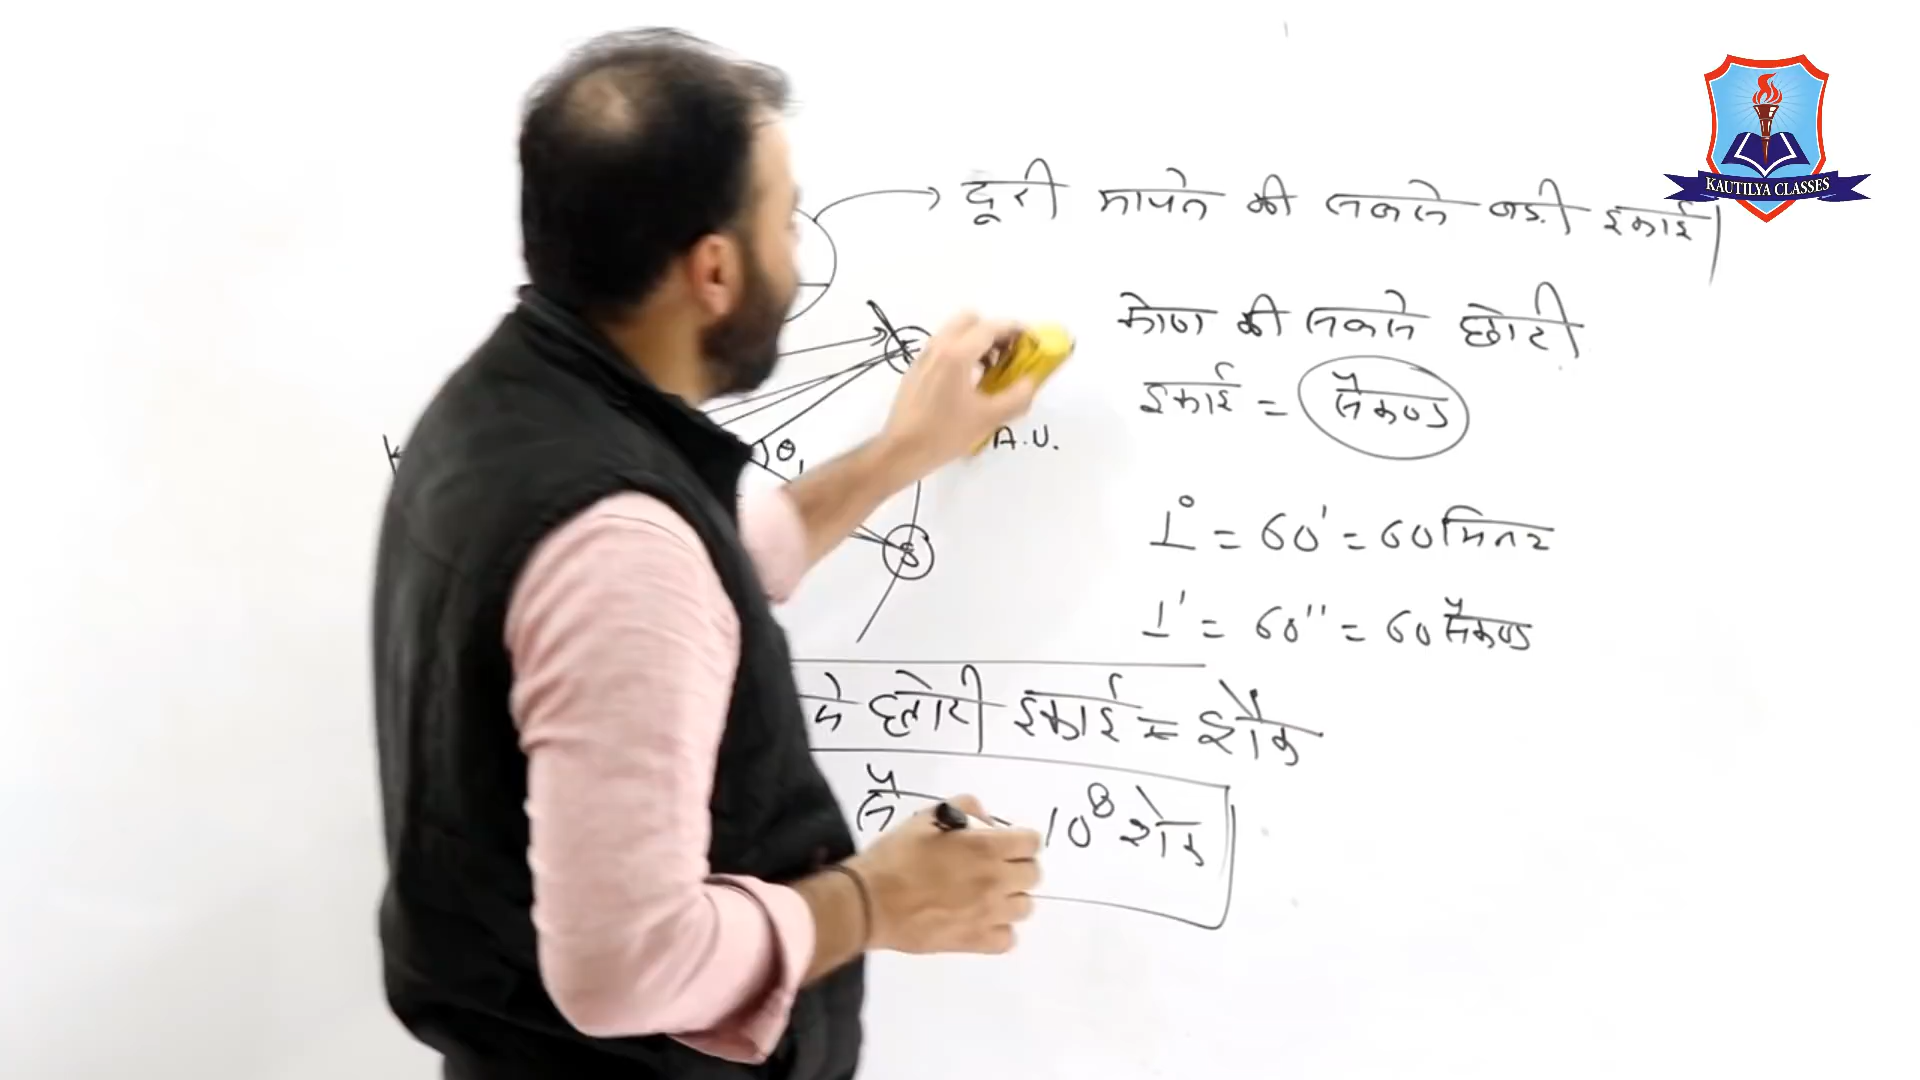 दूरी मापने की सबसे बड़ी इकाई|
कोण की सबसे छोटी
इकाई = सैकण्ड
θ₁
A.U.
S
1° = 60' = 60 मिनट
1' = 60'' = 60 सैकण्ड
से छोटी इकाई = शैक
10⁸ शैक
KAUTILYA CLASSES